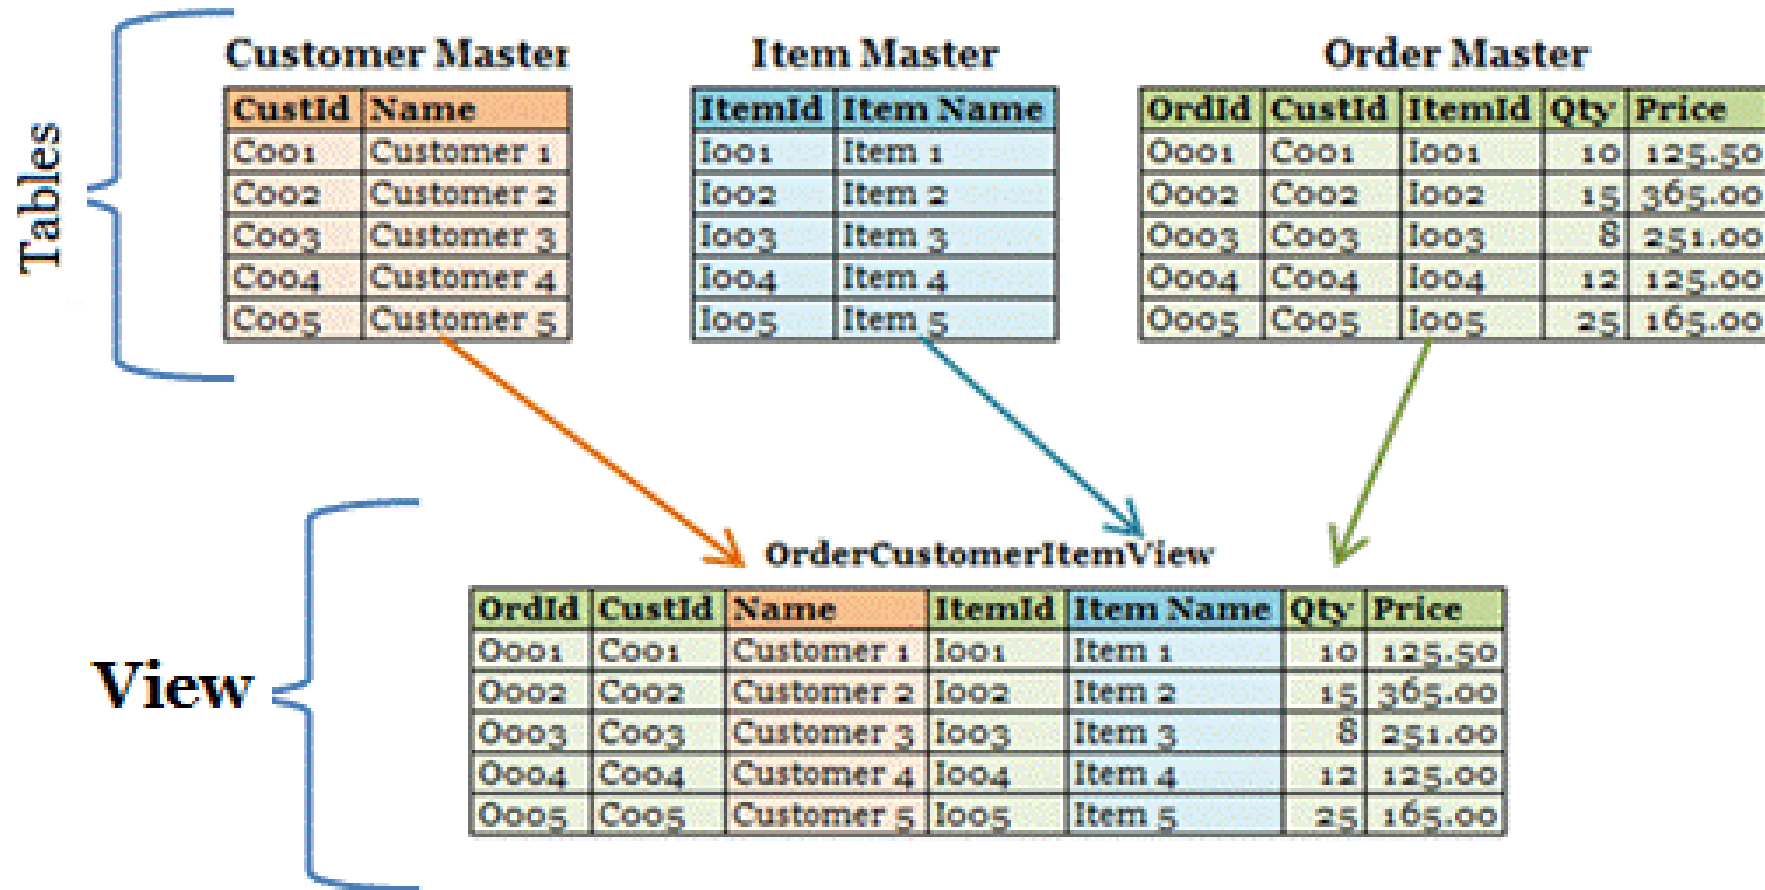 Tables
Customer Master
CustId Name
C001 Customer 1
C002 Customer 2
C003 Customer 3
C004 Customer 4
C005 Customer 5
Item Master
ItemId Item Name
I001 Item 1
I002 Item 2
I003 Item 3
I004 Item 4
I005 Item 5
Order Master
OrdId CustId ItemId Qty Price
O001 C001 I001 10 125.50
O002 C002 I002 15 365.00
O003 C003 I003 8 251.00
O004 C004 I004 12 125.00
O005 C005 I005 25 165.00
View
OrderCustomerItemView
OrdId CustId Name ItemId Item Name Qty Price
O001 C001 Customer 1 I001 Item 1 10 125.50
O002 C002 Customer 2 I002 Item 2 15 365.00
O003 C003 Customer 3 I003 Item 3 8 251.00
O004 C004 Customer 4 I004 Item 4 12 125.00
O005 C005 Customer 5 I005 Item 5 25 165.00